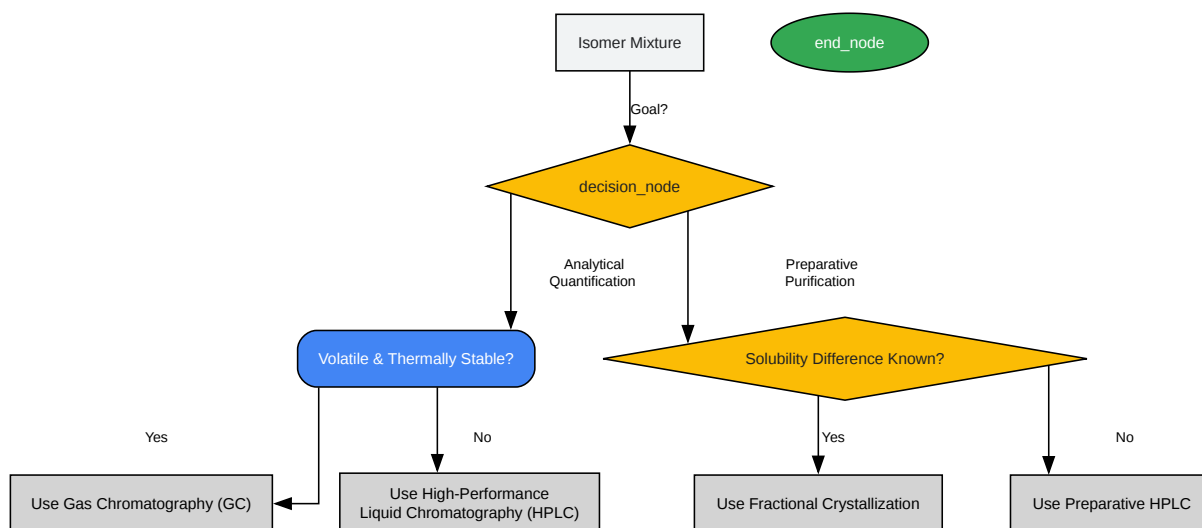 Isomer Mixture
end_node
Goal?
decision_node
Analytical
Quantification
Preparative
Purification
Volatile & Thermally Stable?
Solubility Difference Known?
Yes
No
Yes
No
Use Gas Chromatography (GC)
Use High-Performance
Liquid Chromatography (HPLC)
Use Fractional Crystallization
Use Preparative HPLC